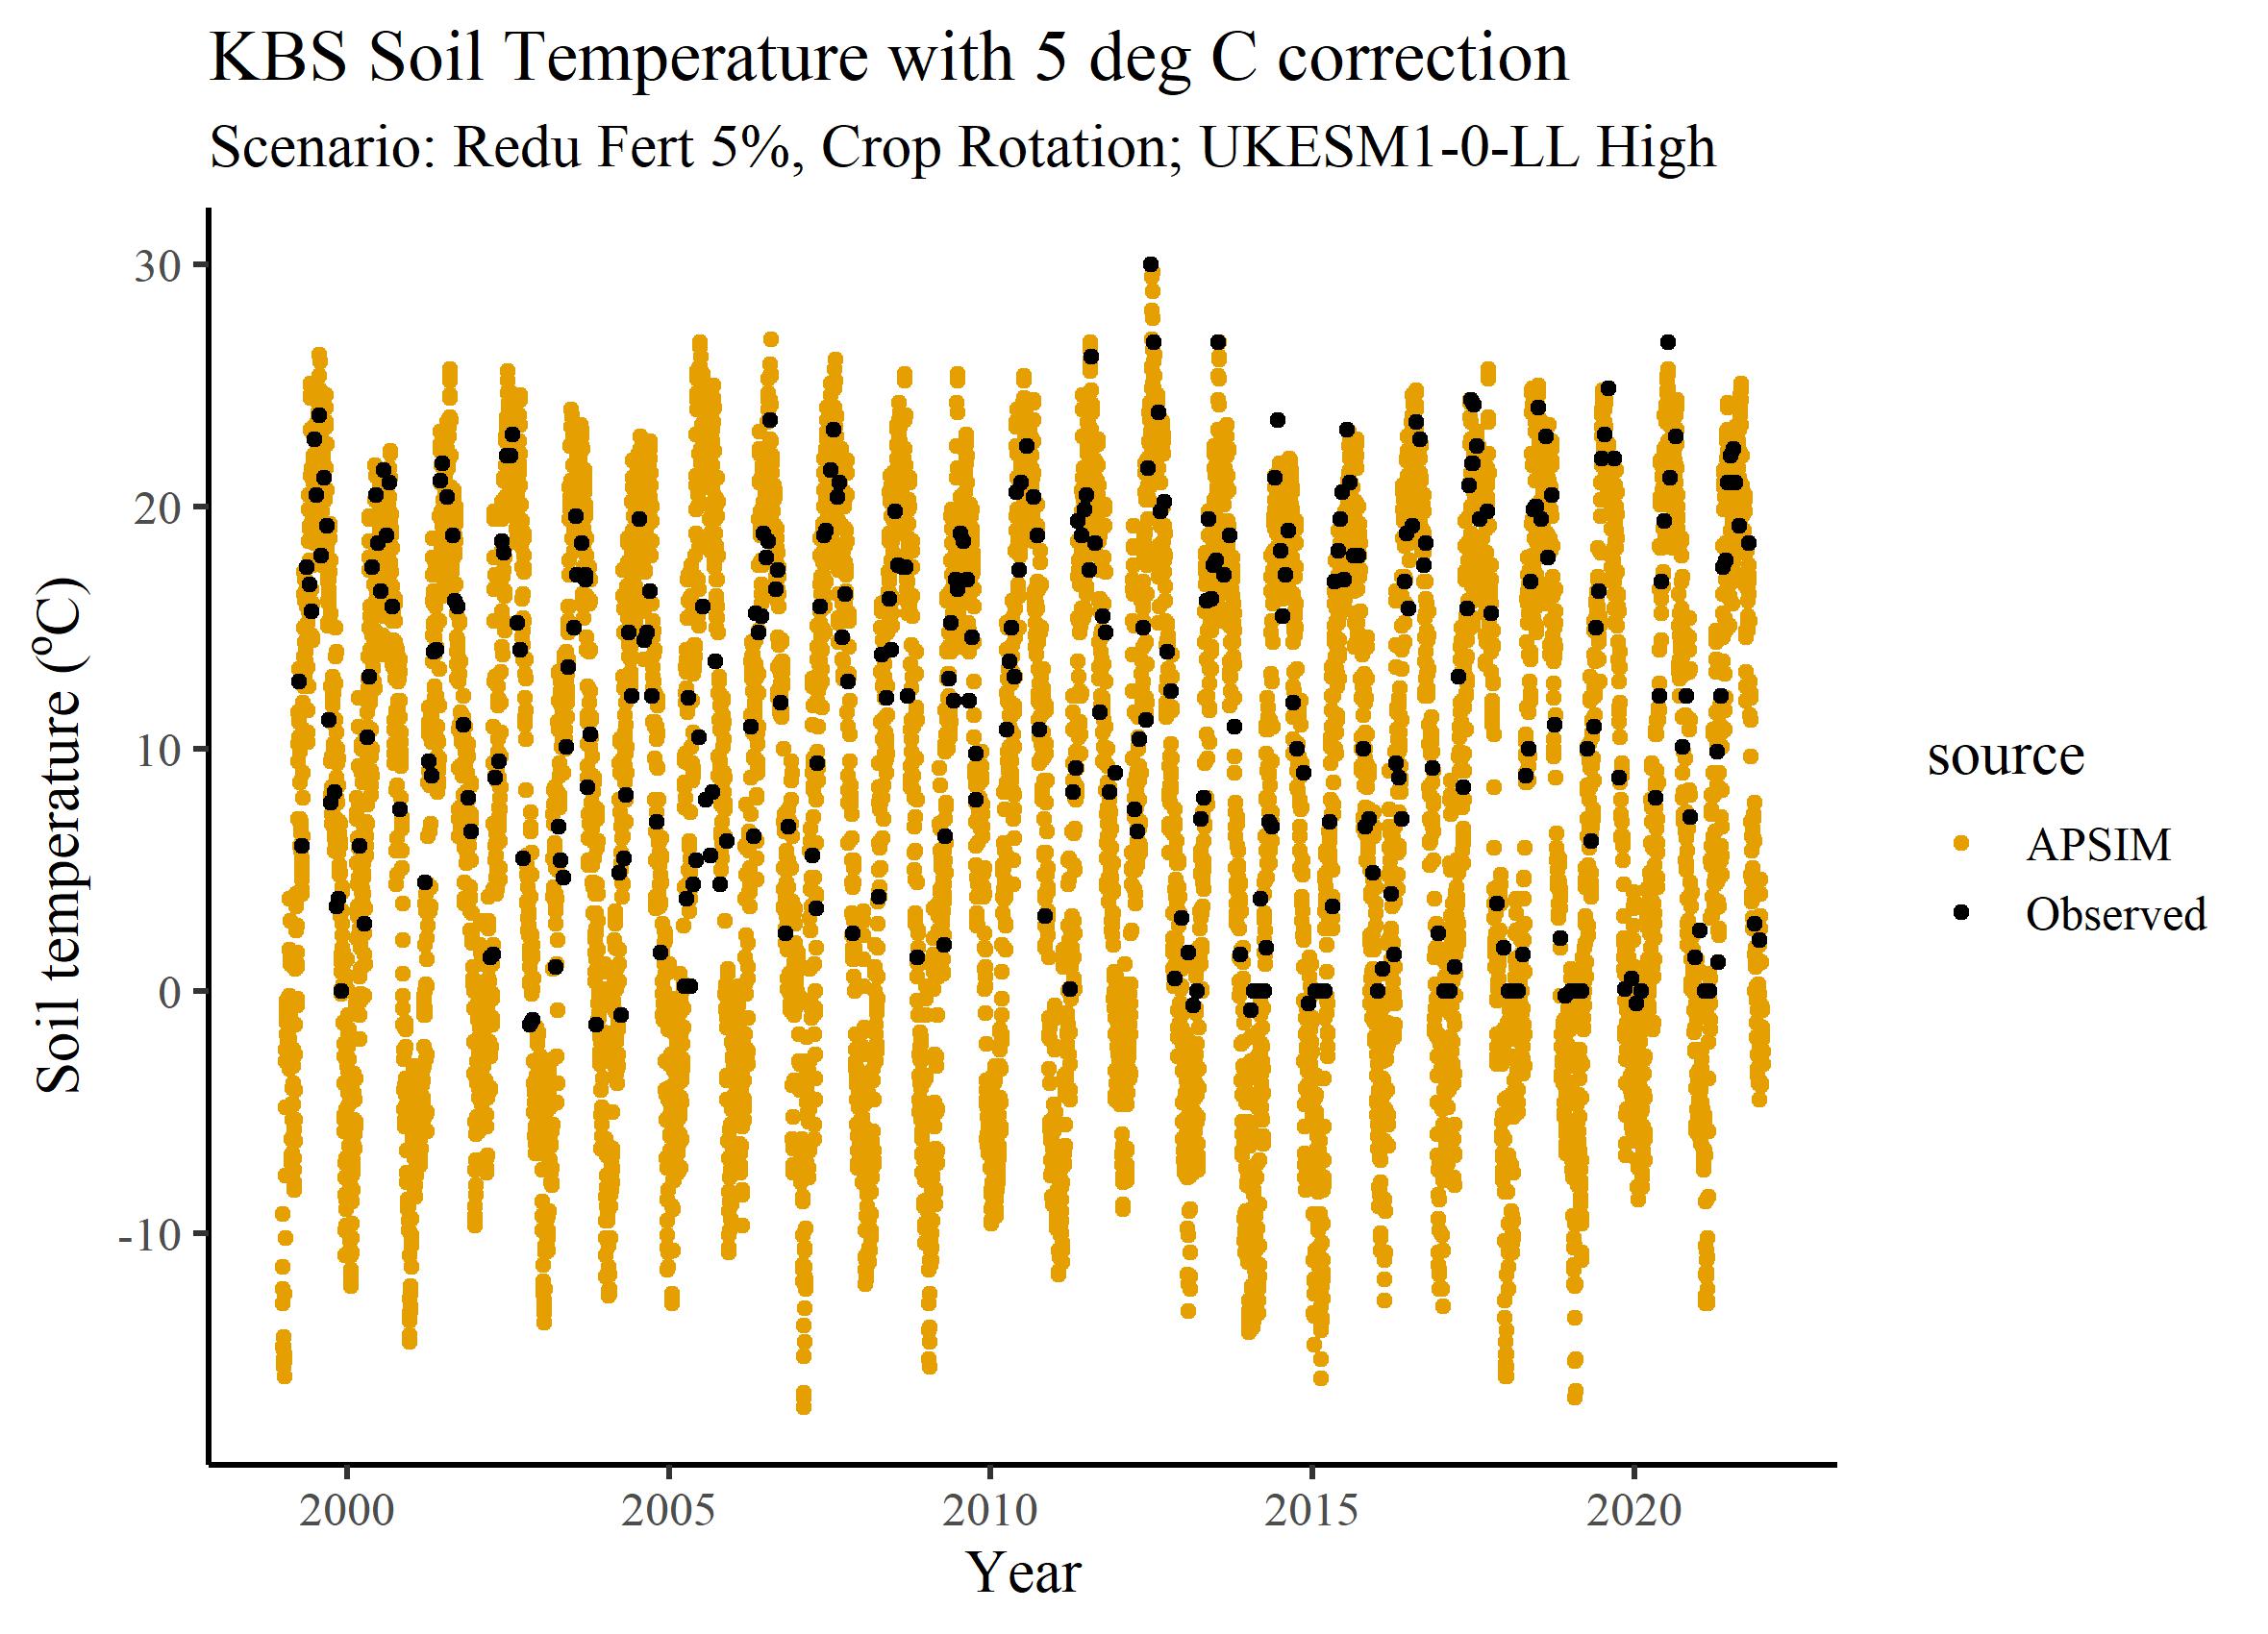 KBS Soil Temperature with 5 deg C correction
Scenario: Redu Fert 5%, Crop Rotation; UKESM1-0-LL High
Soil temperature (ºC)
30
20
10
0
-10
2000
2005
2010
2015
2020
Year
source
APSIM
Observed